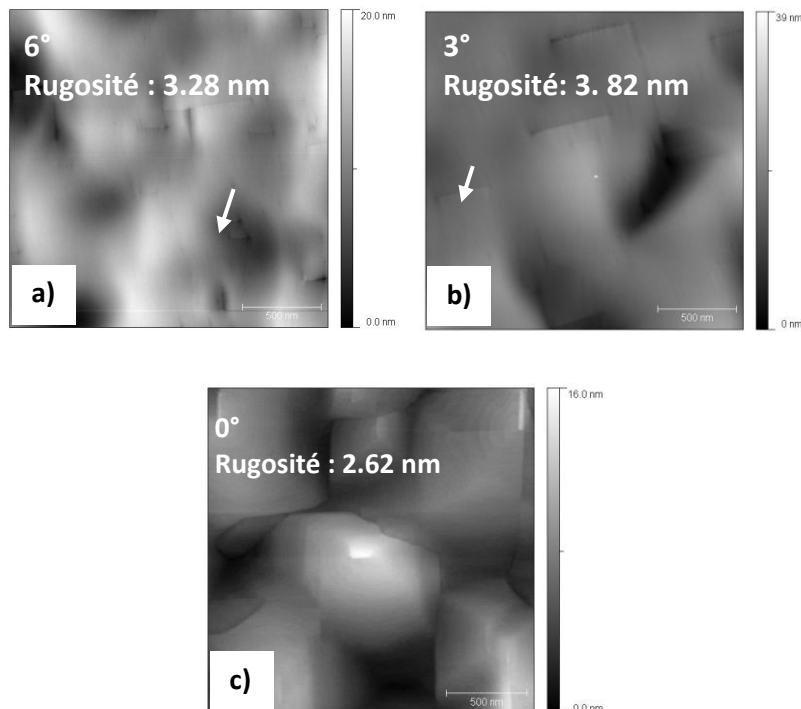 6°
Rugosité : 3.28 nm
a)
500 nm
20.0 nm
0.0 nm
3°
Rugosité: 3. 82 nm
b)
500 nm
39 nm
0 nm
0°
Rugosité : 2.62 nm
c)
500 nm
16.0 nm
0.0 nm